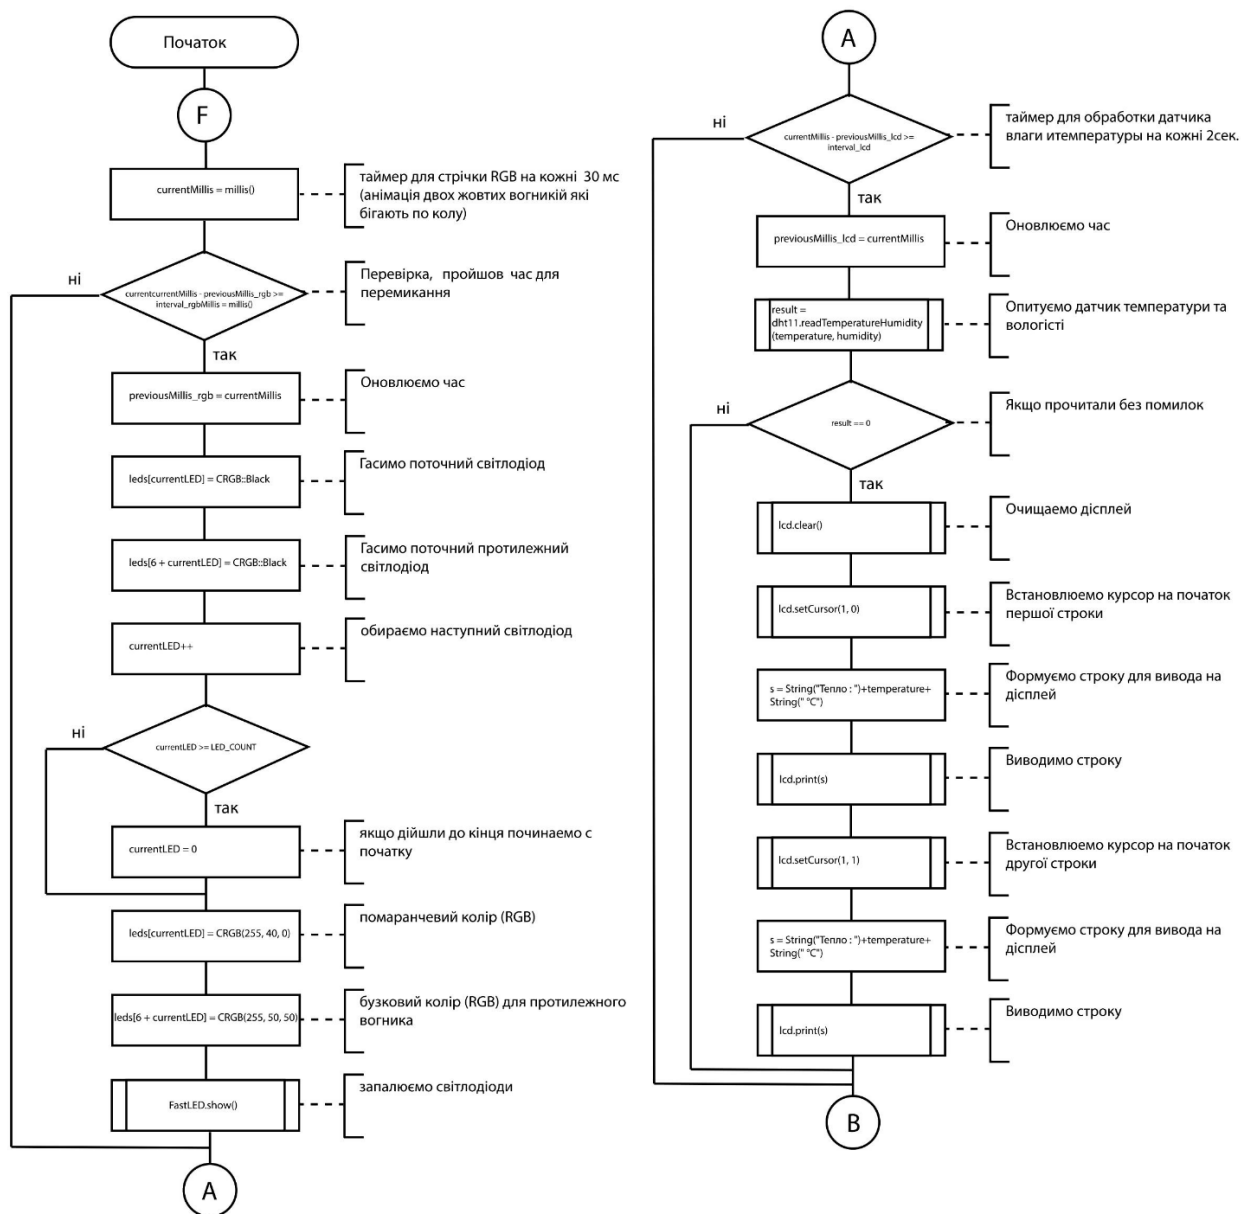 Початок
F
currentMillis = millis()
таймер для стрічки RGB на кожні 30 мс
(анімація двох жовтих вогникій які
бігають по колу)
ні
currentcurrentMillis - previousMillis_rgb >=
interval_rgbMillis = millis()
Перевірка, пройшов час для
перемикання
так
previousMillis_rgb = currentMillis
Оновлюємо час
leds[currentLED] = CRGB::Black
Гасимо поточний світлодіод
leds[6 + currentLED] = CRGB::Black
Гасимо поточний протилежний
світлодіод
currentLED++
обираємо наступний світлодіод
ні
currentLED >= LED_COUNT
так
currentLED = 0
якщо дійшли до кінця починаемо с
початку
leds[currentLED] = CRGB(255, 40, 0)
помаранчевий колір (RGB)
leds[6 + currentLED] = CRGB(255, 50, 50)
бузковий колір (RGB) для протилежного
вогника
FastLED.show()
запалюємо світлодіоди
A
A
ні
currentMillis - previousMillis_lcd >=
interval_lcd
таймер для обработки датчика
влаги итемпературы на кожні 2сек.
так
previousMillis_lcd = currentMillis
Оновлюємо час
result =
dht11.readTemperatureHumidity
(temperature, humidity)
Опитуємо датчик температури та
вологісті
ні
result == 0
Якщо прочитали без помилок
так
lcd.clear()
Очищаемо дісплей
lcd.setCursor(1, 0)
Встановлюемо курсор на початок
першої строки
s = String("Тепло : ")+temperature+
String(" °C")
Формуємо строку для вивода на
дісплей
lcd.print(s)
Виводимо строку
lcd.setCursor(1, 1)
Встановлюемо курсор на початок
другої строки
s = String("Тепло : ")+temperature+
String(" °C")
Формуємо строку для вивода на
дісплей
lcd.print(s)
Виводимо строку
B